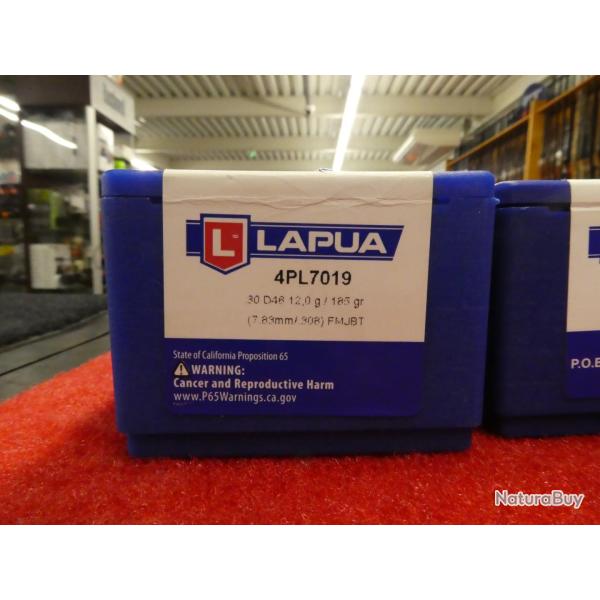 L LAPUA
4PL7019
.30 D46 12,0 g / 185 gr
(7.83mm/.308) FMJBT
State of California Proposition 65
WARNING:
Cancer and Reproductive Harm
www.P65Warnings.ca.gov
P.O.B
NaturaBuy